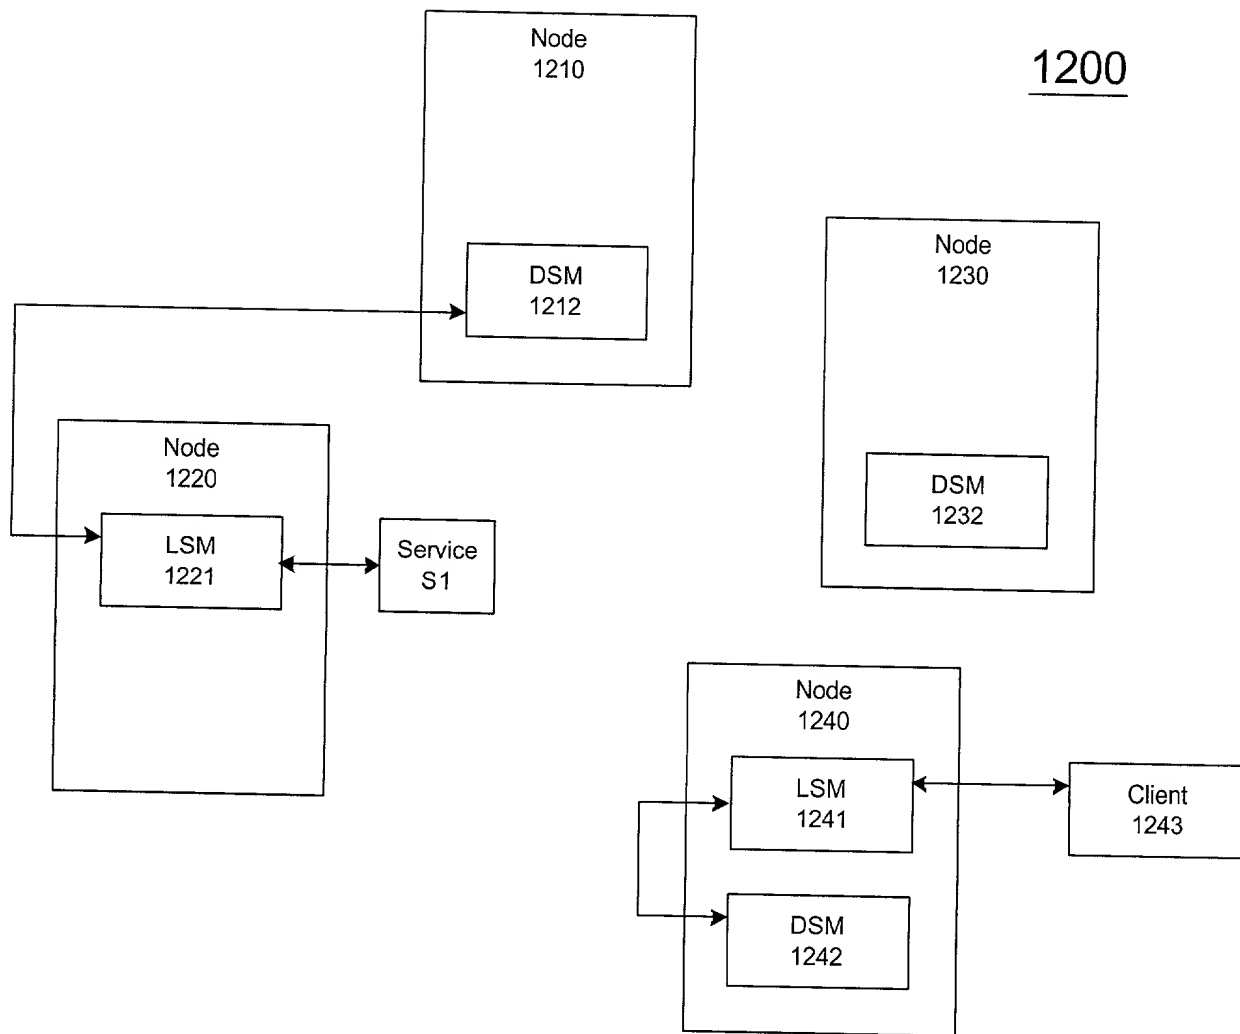 1200
Node
1210
DSM
1212
Node
1230
DSM
1232
Node
1220
LSM
1221
Service
S1
Node
1240
LSM
1241
DSM
1242
Client
1243